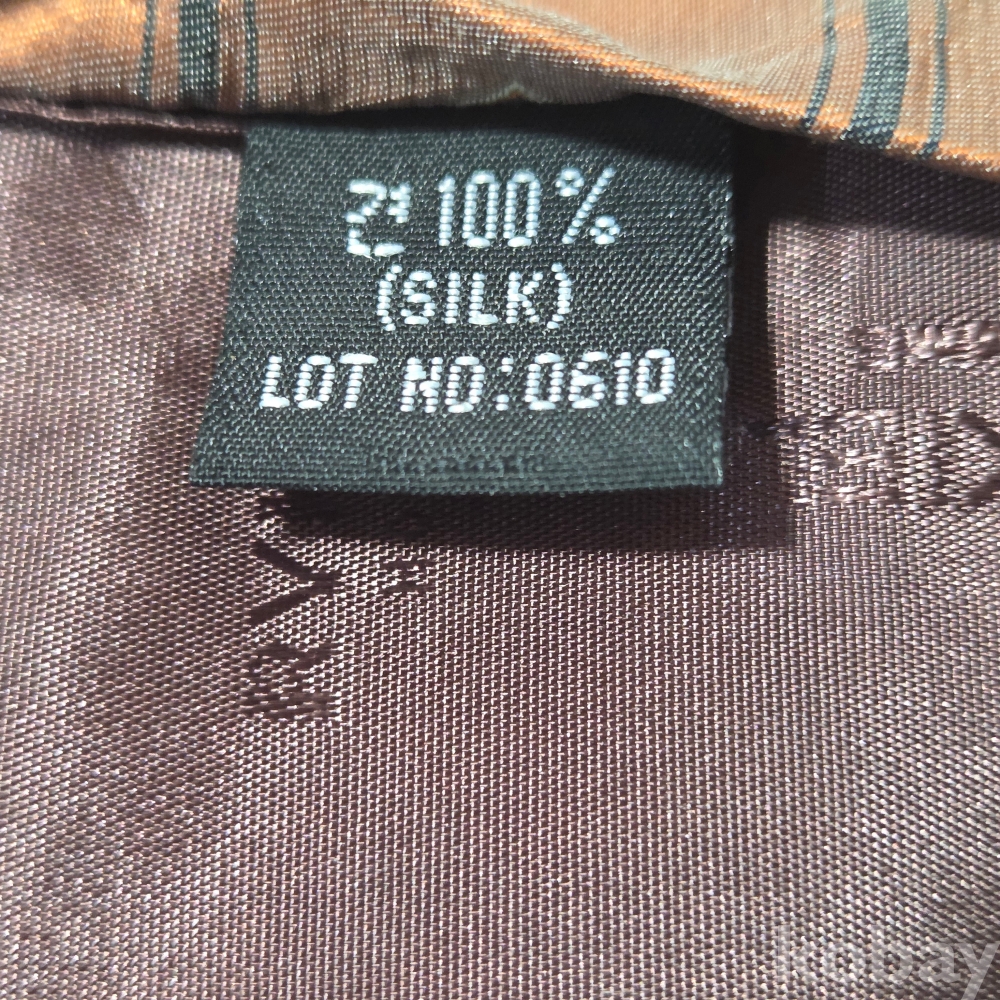 견 100%
(SILK)
LOT NO:0610
kobay